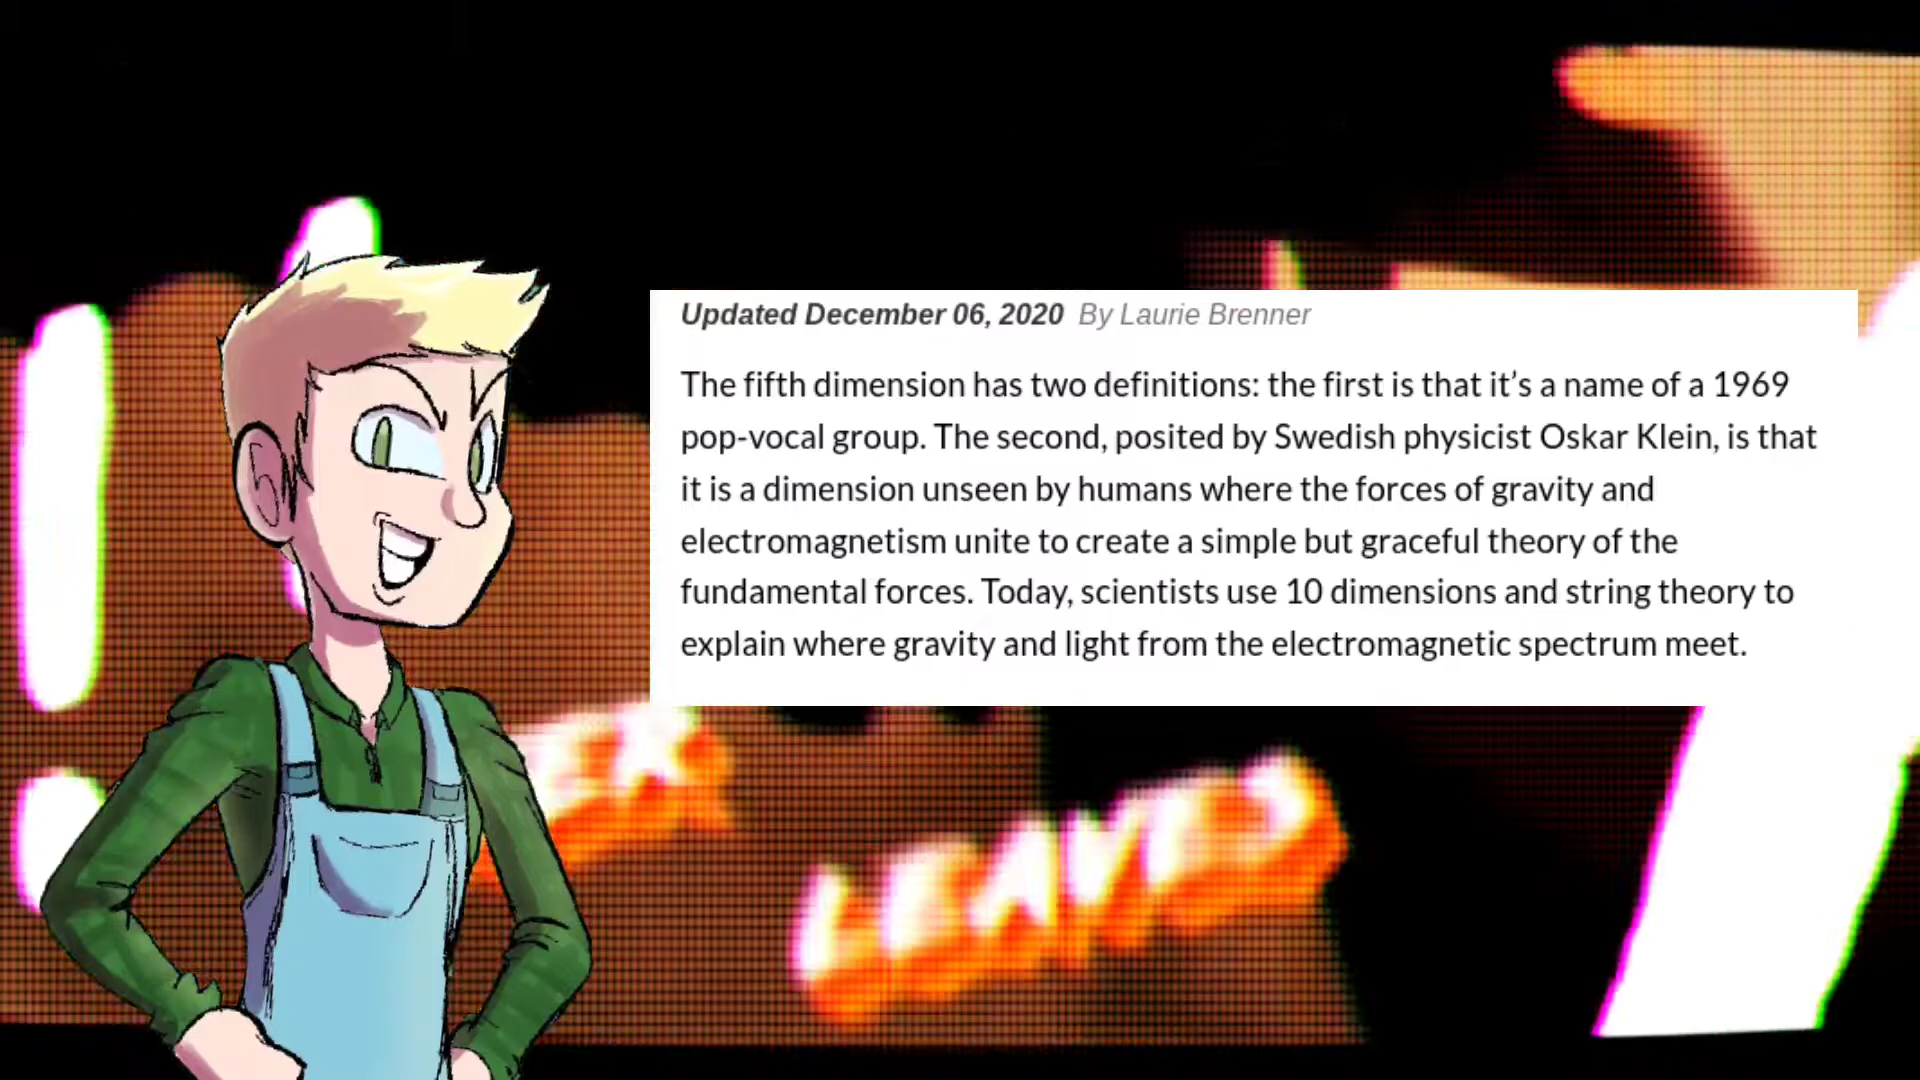 Updated December 06, 2020 By Laurie Brenner
The fifth dimension has two definitions: the first is that it’s a name of a 1969
pop-vocal group. The second, posited by Swedish physicist Oskar Klein, is that
it is a dimension unseen by humans where the forces of gravity and
electromagnetism unite to create a simple but graceful theory of the
fundamental forces. Today, scientists use 10 dimensions and string theory to
explain where gravity and light from the electromagnetic spectrum meet.
LEAVES